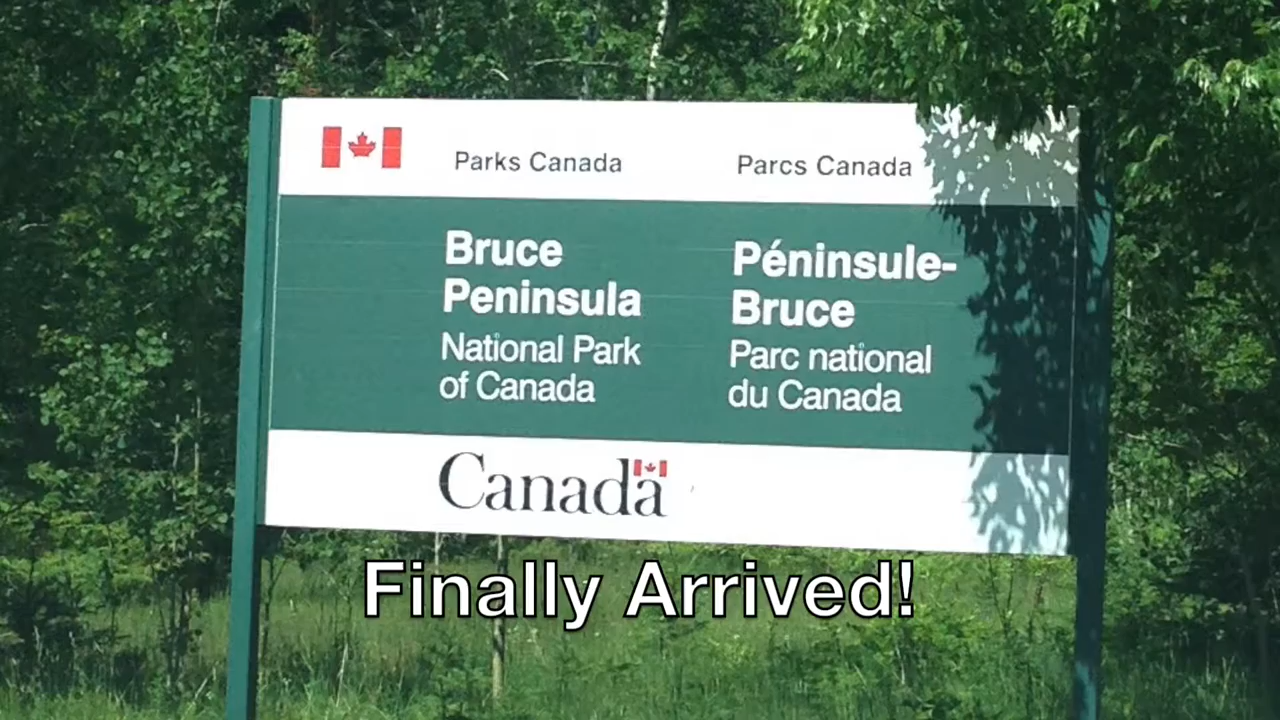 Parks Canada
Parcs Canada
Bruce
Peninsula
National Park
of Canada
Péninsule-
Bruce
Parc national
du Canada
Canada
Finally Arrived!